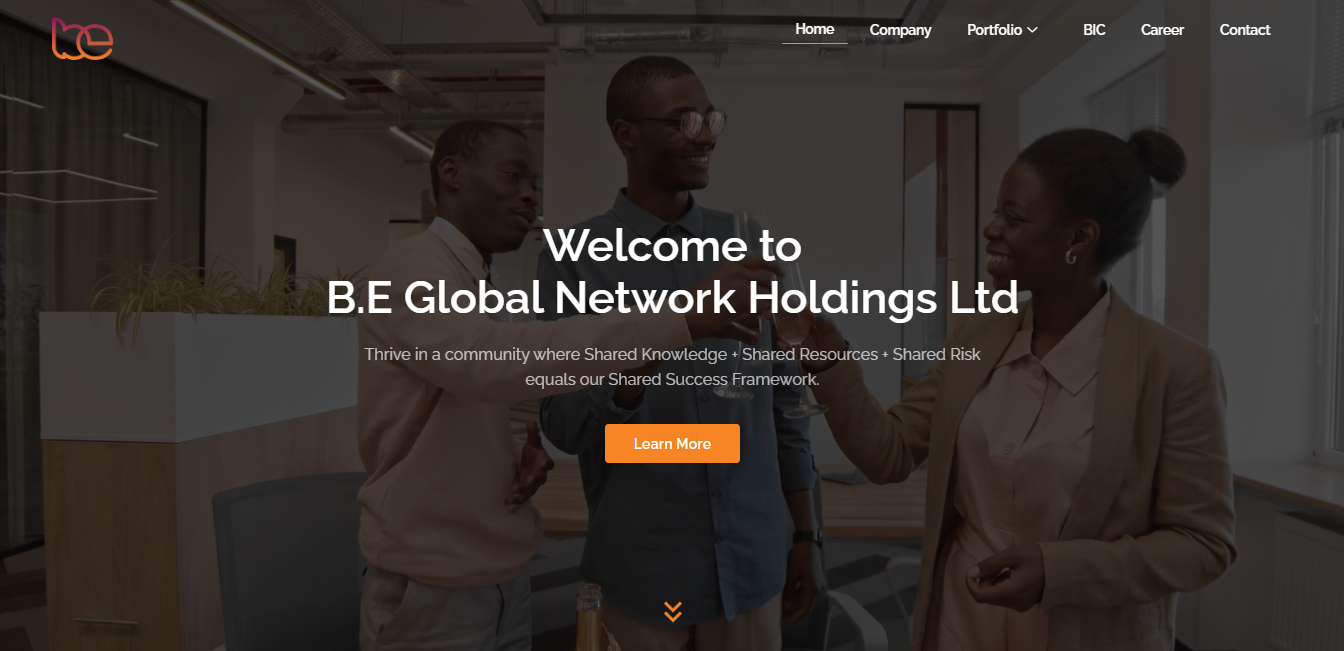 be
Home Company Portfolio BIC Career Contact
Welcome to
B.E Global Network Holdings Ltd
Thrive in a community where Shared Knowledge + Shared Resources + Shared Risk
equals our Shared Success Framework.
Learn More